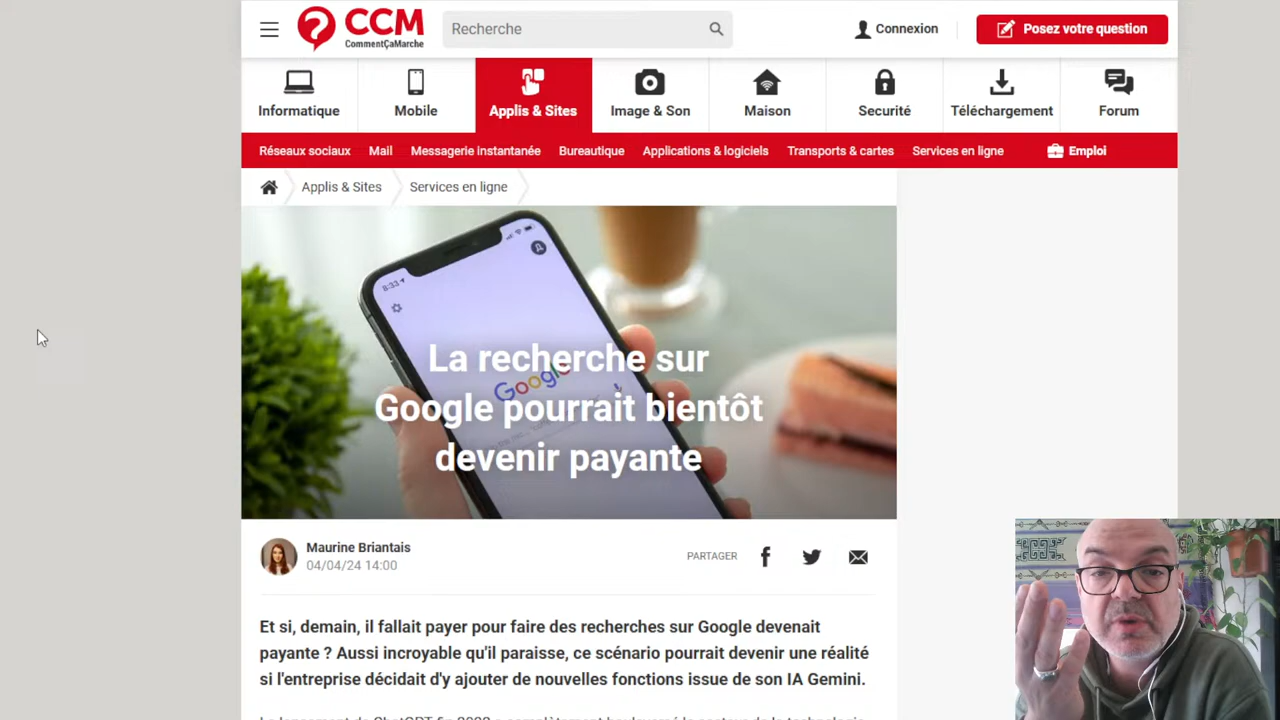 CCM
CommentÇaMarche
Recherche
Connexion
Posez votre question
Informatique
Mobile
Applis & Sites
Image & Son
Maison
Securité
Téléchargement
Forum
Réseaux sociaux
Mail
Messagerie instantanée
Bureautique
Applications & logiciels
Transports & cartes
Services en ligne
Emploi
Applis & Sites
Services en ligne
8:33
Google
La recherche sur
Google pourrait bientôt
devenir payante
Maurine Briantais
04/04/24 14:00
PARTAGER
Et si, demain, il fallait payer pour faire des recherches sur Google devenait
payante ? Aussi incroyable qu'il paraisse, ce scénario pourrait devenir une réalité
si l'entreprise décidait d'y ajouter de nouvelles fonctions issue de son IA Gemini.